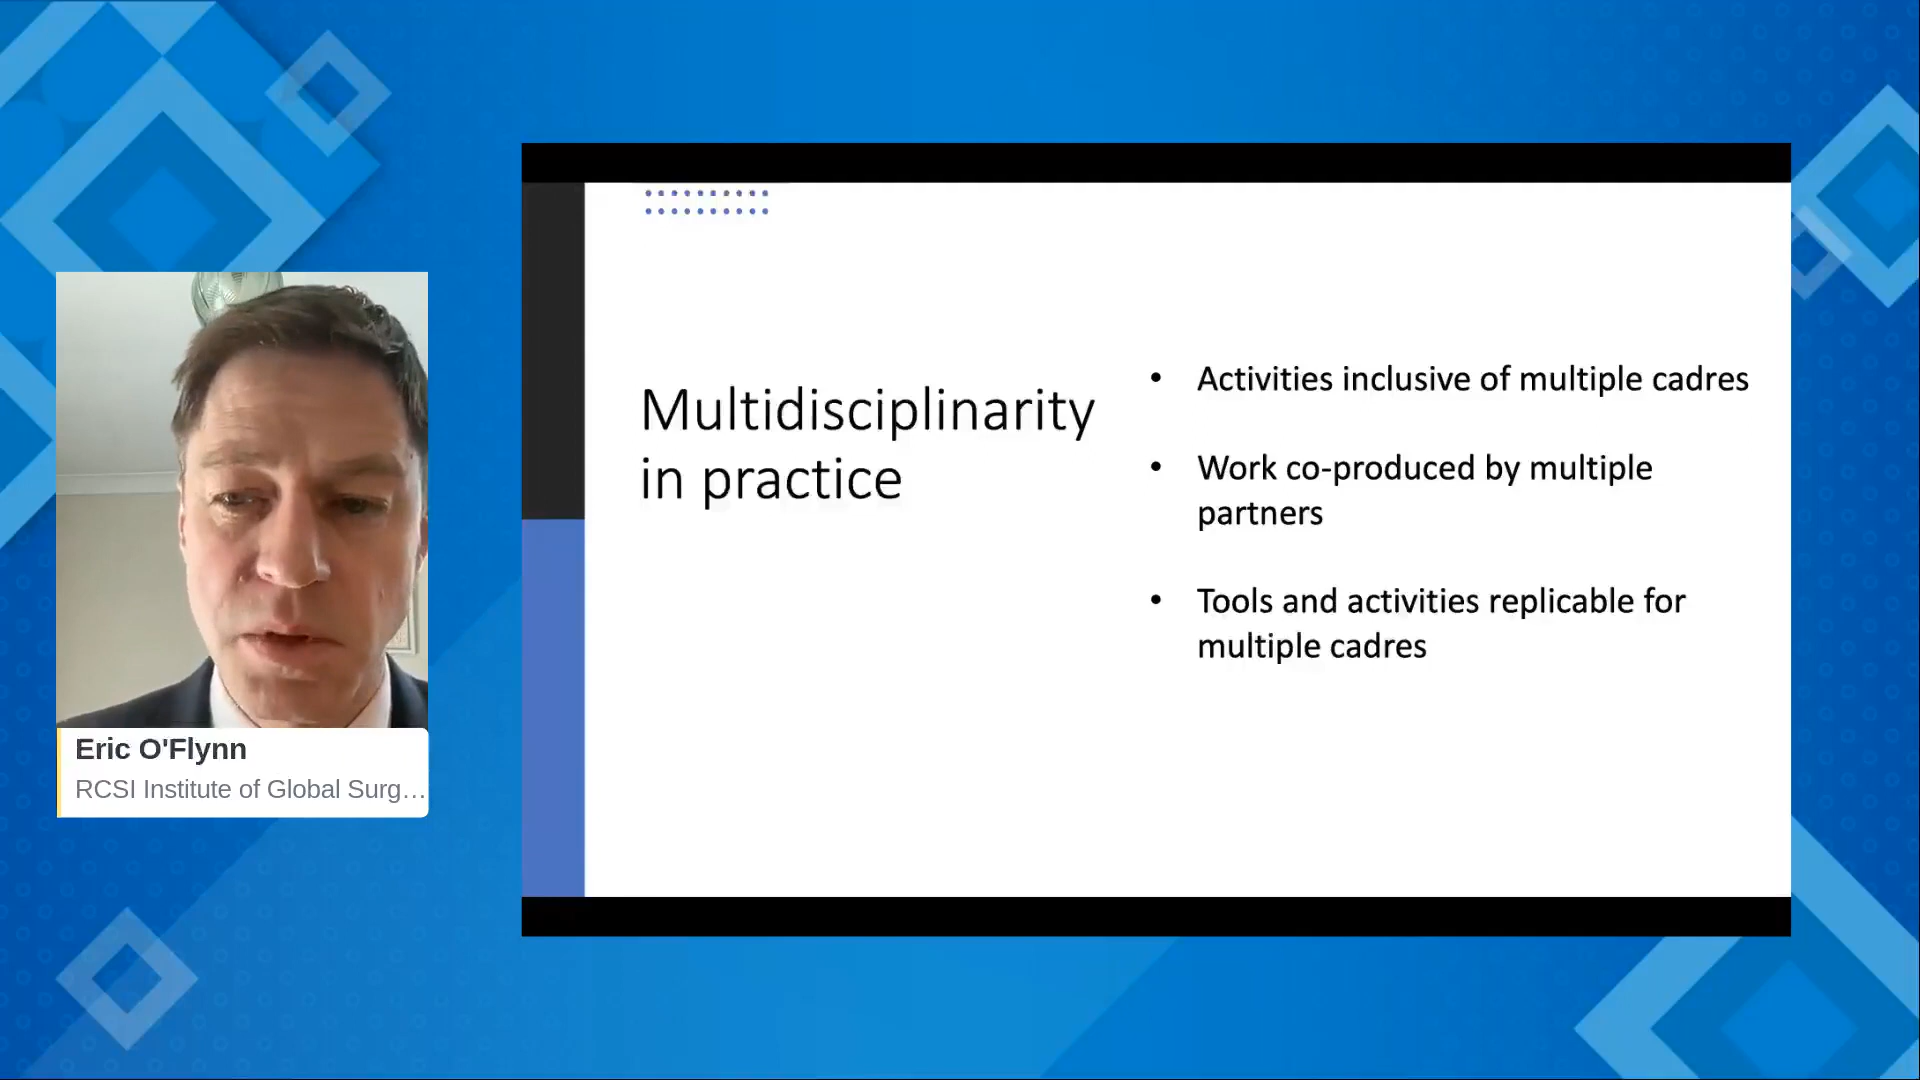 Multidisciplinarity
in practice
• Activities inclusive of multiple cadres
• Work co-produced by multiple
partners
• Tools and activities replicable for
multiple cadres
Eric O'Flynn
RCSI Institute of Global Surg…